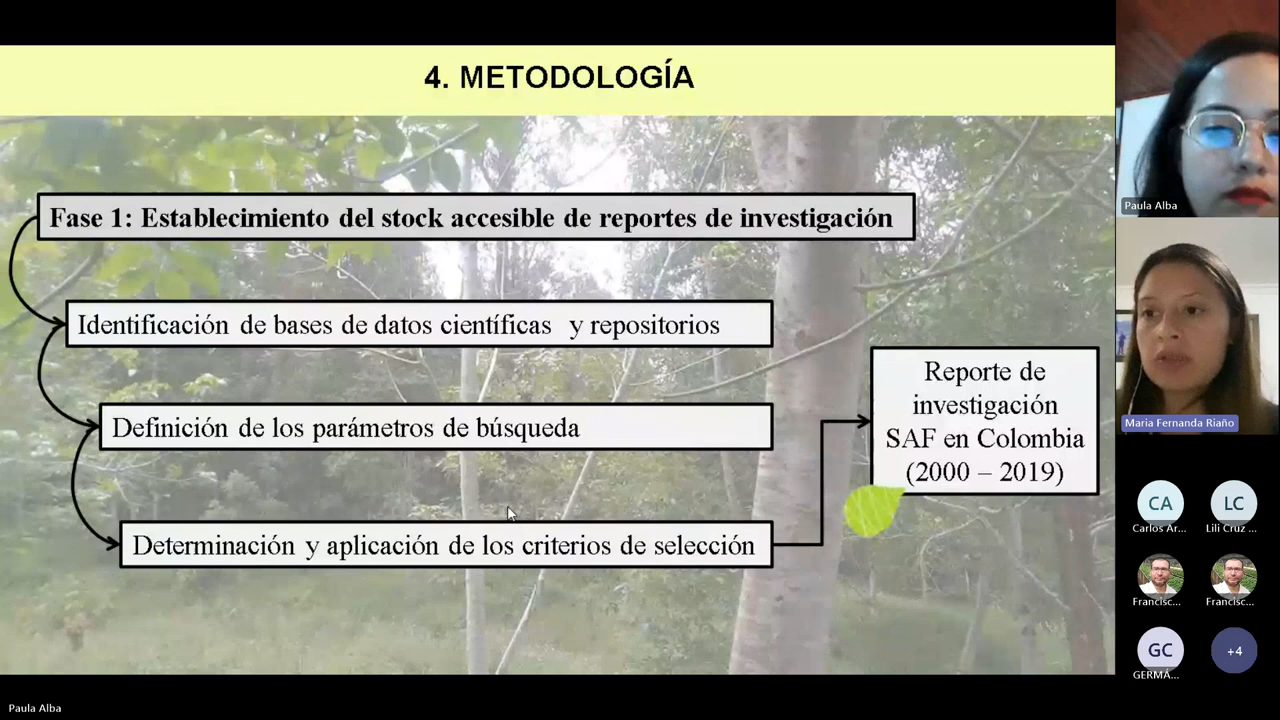 4. METODOLOGÍA
Fase 1: Establecimiento del stock accesible de reportes de investigación
Identificación de bases de datos científicas y repositorios
Definición de los parámetros de búsqueda
Determinación y aplicación de los criterios de selección
Reporte de
investigación
SAF en Colombia
(2000 – 2019)
Paula Alba
Maria Fernanda Riaño
CA
Carlos Ar...
LC
Lili Cruz ...
Francisc...
Francisc...
GC
GERMÁ...
+4
Paula Alba